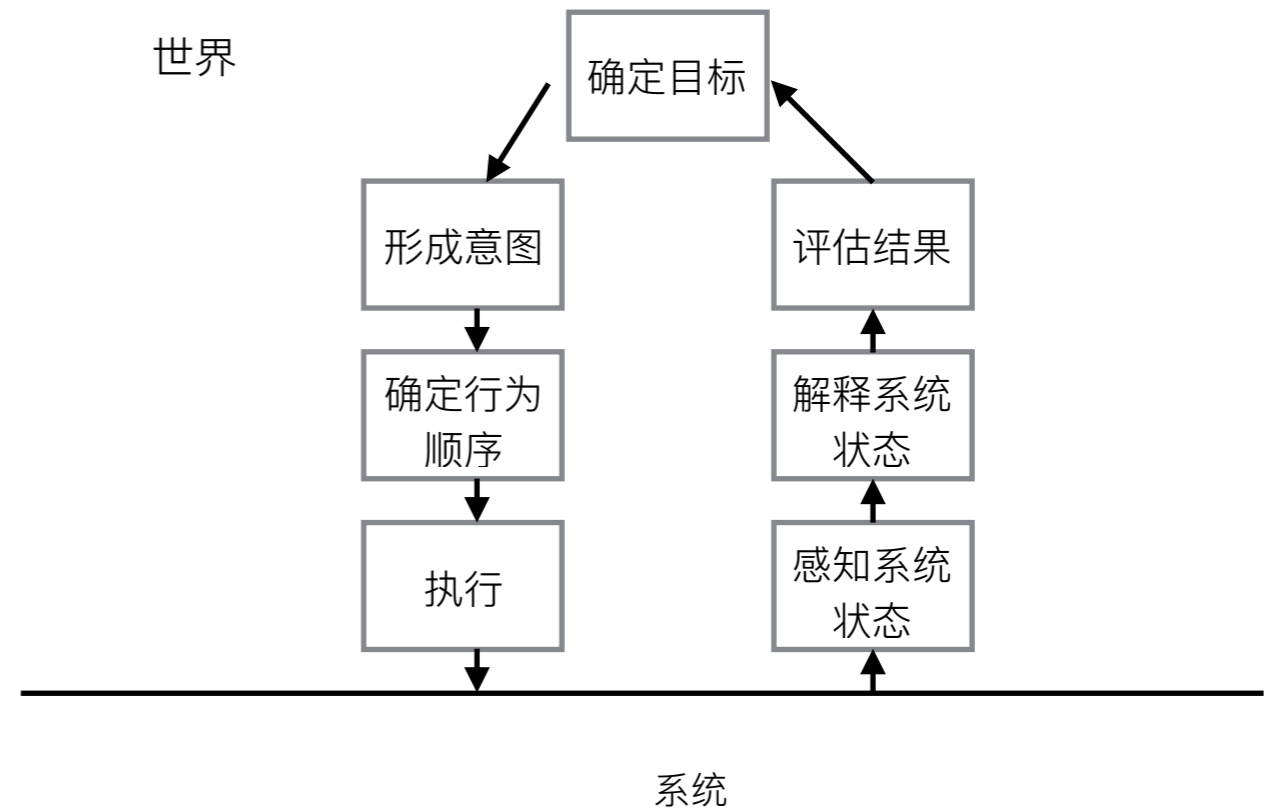 世界
确定目标
形成意图
评估结果
确定行为
顺序
解释系统
状态
执行
感知系统
状态
系统